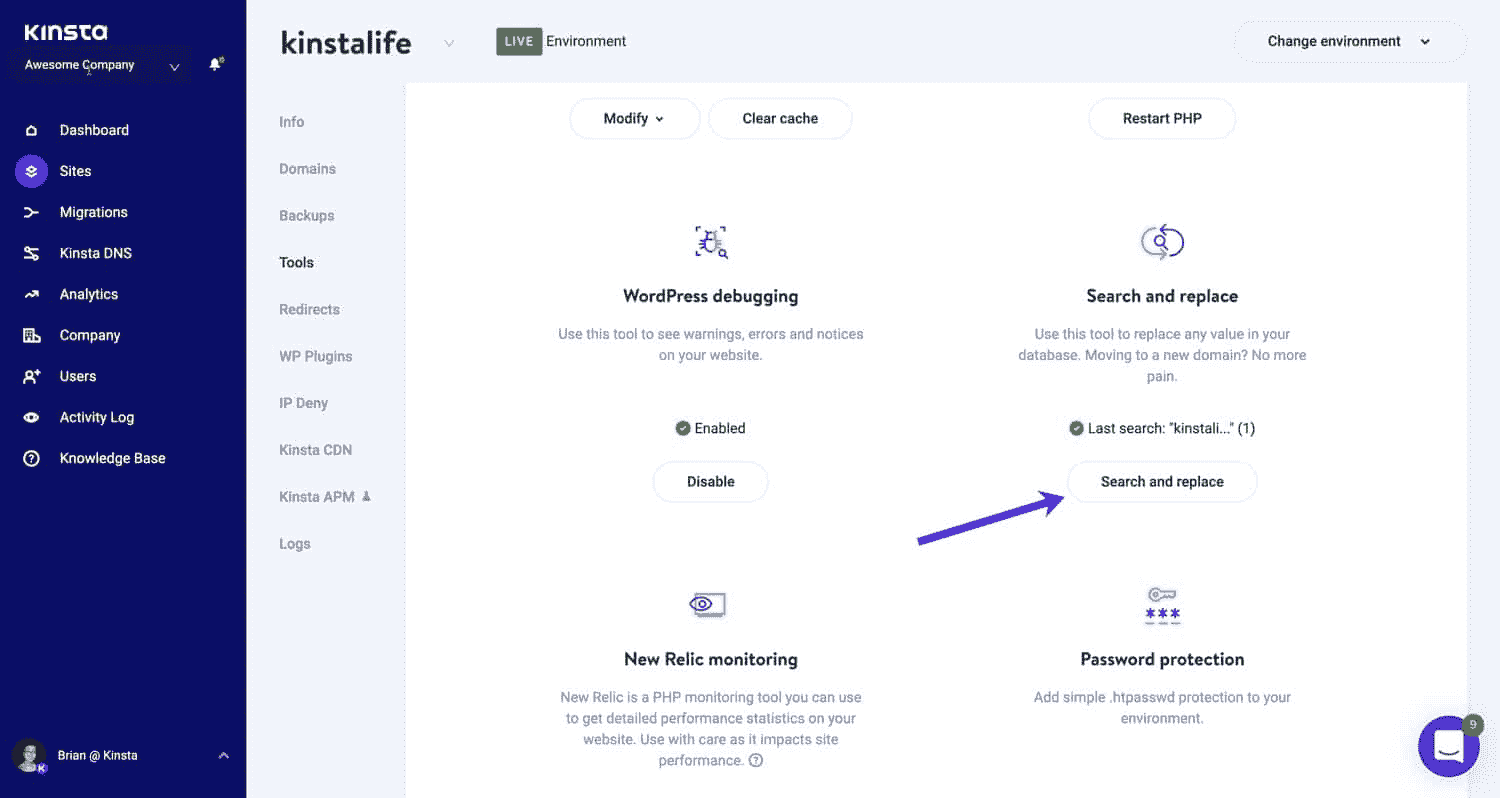 Kinsta
Awesome Company
Dashboard
Sites
Migrations
Kinsta DNS
Analytics
Company
Users
Activity Log
Knowledge Base
Brian @ Kinsta
K
kinstalife
LIVE Environment
Change environment
Info
Domains
Backups
Tools
Redirects
WP Plugins
IP Deny
Kinsta CDN
Kinsta APM
Logs
Modify
Clear cache
Restart PHP
WordPress debugging
Use this tool to see warnings, errors and notices
on your website.
Enabled
Disable
Search and replace
Use this tool to replace any value in your
database. Moving to a new domain? No more
pain.
Last search: "kinstali..." (1)
Search and replace
New Relic monitoring
New Relic is a PHP monitoring tool you can use
to get detailed performance statistics on your
website. Use with care as it impacts site
performance. ?
***
Password protection
Add simple .htpasswd protection to your
environment.
9